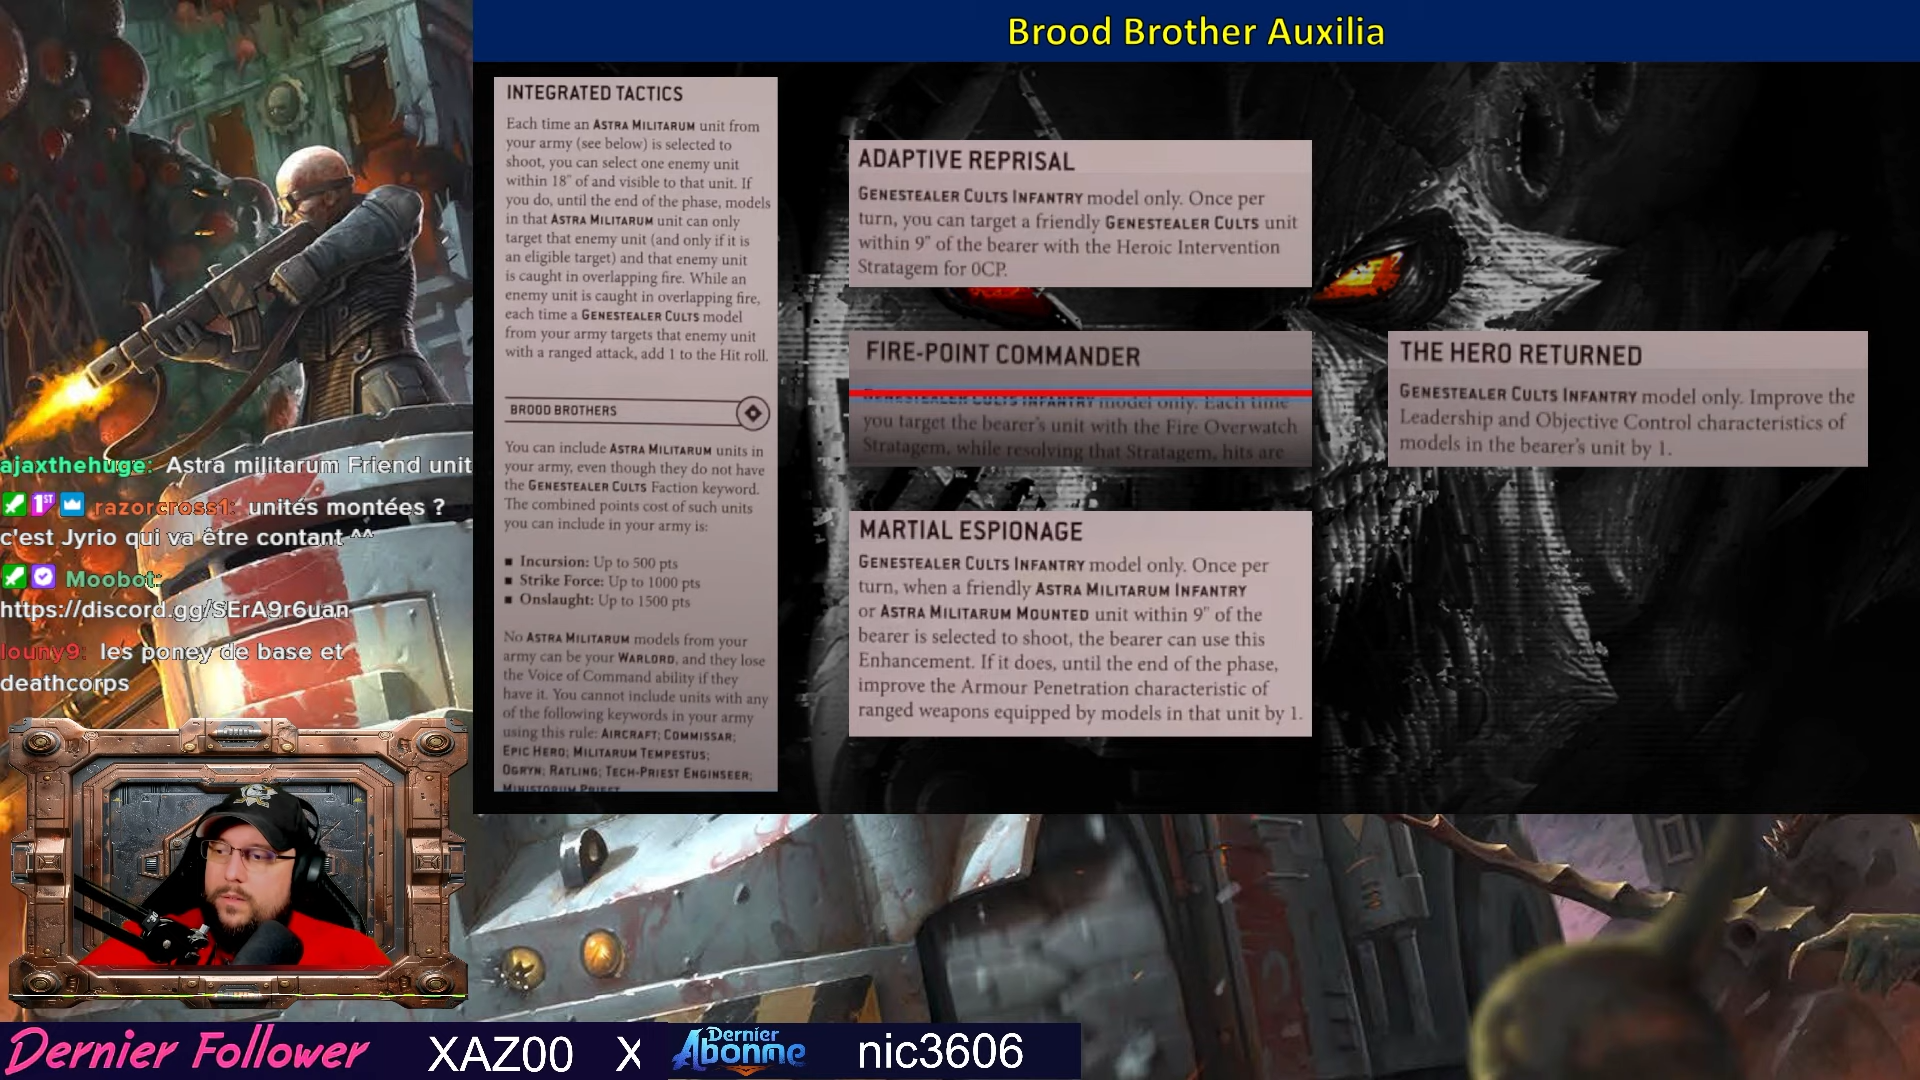 Brood Brother Auxilia
INTEGRATED TACTICS
Each time an ASTRA MILITARUM unit from
your army (see below) is selected to
shoot, you can select one enemy unit
within 18" of and visible to that unit. If
you do, until the end of the phase, models
in that ASTRA MILITARUM unit can only
target that enemy unit (and only if it is
an eligible target) and that enemy unit
is caught in overlapping fire. While an
enemy unit is caught in overlapping fire,
each time a GENESTEALER CULTS model
from your army targets that enemy unit
with a ranged attack, add 1 to the Hit roll.
BROOD BROTHERS
You can include ASTRA MILITARUM units in
your army, even though they do not have
the GENESTEALER CULTS Faction keyword.
The combined points cost of such units
you can include in your army is:
■ Incursion: Up to 500 pts
■ Strike Force: Up to 1000 pts
■ Onslaught: Up to 1500 pts
No ASTRA MILITARUM models from your
army can be your WARLORD, and they lose
the Voice of Command ability if they
have it. You cannot include units with any
of the following keywords in your army
using this rule: AIRCRAFT; COMMISSAR;
EPIC HERO; MILITARUM TEMPESTUS;
OGRYN; RATLING; TECH-PRIEST ENGINSEER;
MINISTORUM PRIEST
ADAPTIVE REPRISAL
GENESTEALER CULTS INFANTRY model only. Once per
turn, you can target a friendly GENESTEALER CULTS unit
within 9" of the bearer with the Heroic Intervention
Stratagem for 0CP.
FIRE-POINT COMMANDER
GENESTEALER CULTS INFANTRY model only. Each time
you target the bearer's unit with the Fire Overwatch
Stratagem, while resolving that Stratagem, hits are
MARTIAL ESPIONAGE
GENESTEALER CULTS INFANTRY model only. Once per
turn, when a friendly ASTRA MILITARUM INFANTRY
or ASTRA MILITARUM MOUNTED unit within 9" of the
bearer is selected to shoot, the bearer can use this
Enhancement. If it does, until the end of the phase,
improve the Armour Penetration characteristic of
ranged weapons equipped by models in that unit by 1.
THE HERO RETURNED
GENESTEALER CULTS INFANTRY model only. Improve the
Leadership and Objective Control characteristics of
models in the bearer's unit by 1.
ajaxthehuge: Astra militarum Friend unit
1ST razorcross1: unités montées ?
c'est Jyrio qui va être contant ^^
Moobot:
https://discord.gg/SErA9r6uan
louny9: les poney de base et
deathcorps
Dernier Follower XAZ00 X
Dernier
Abonné nic3606